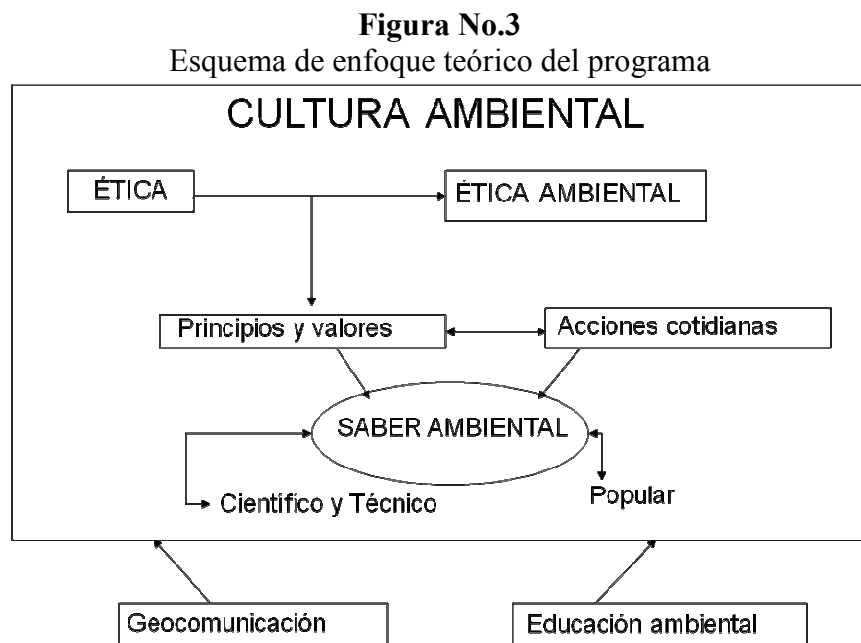 Figura No.3
Esquema de enfoque teórico del programa
CULTURA AMBIENTAL
ÉTICA
ÉTICA AMBIENTAL
Principios y valores
Acciones cotidianas
SABER AMBIENTAL
Científico y Técnico
Popular
Geocomunicación
Educación ambiental